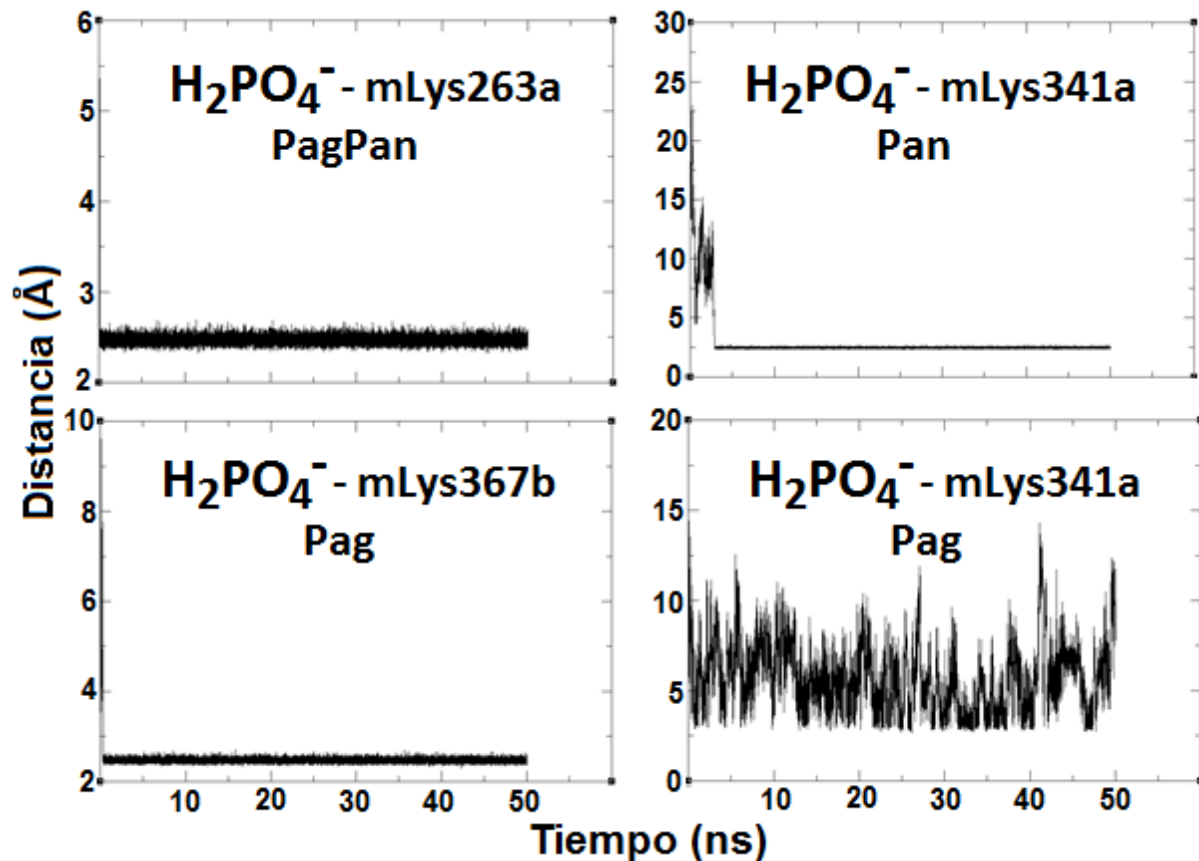 Distancia (Å)
6
5
4
3
2
H₂PO₄⁻ - mLys263a
PagPan
30
25
20
15
10
5
0
H₂PO₄⁻ - mLys341a
Pan
10
8
6
4
2
H₂PO₄⁻ - mLys367b
Pag
10 20 30 40 50
20
15
10
5
0
H₂PO₄⁻ - mLys341a
Pag
10 20 30 40 50
Tiempo (ns)